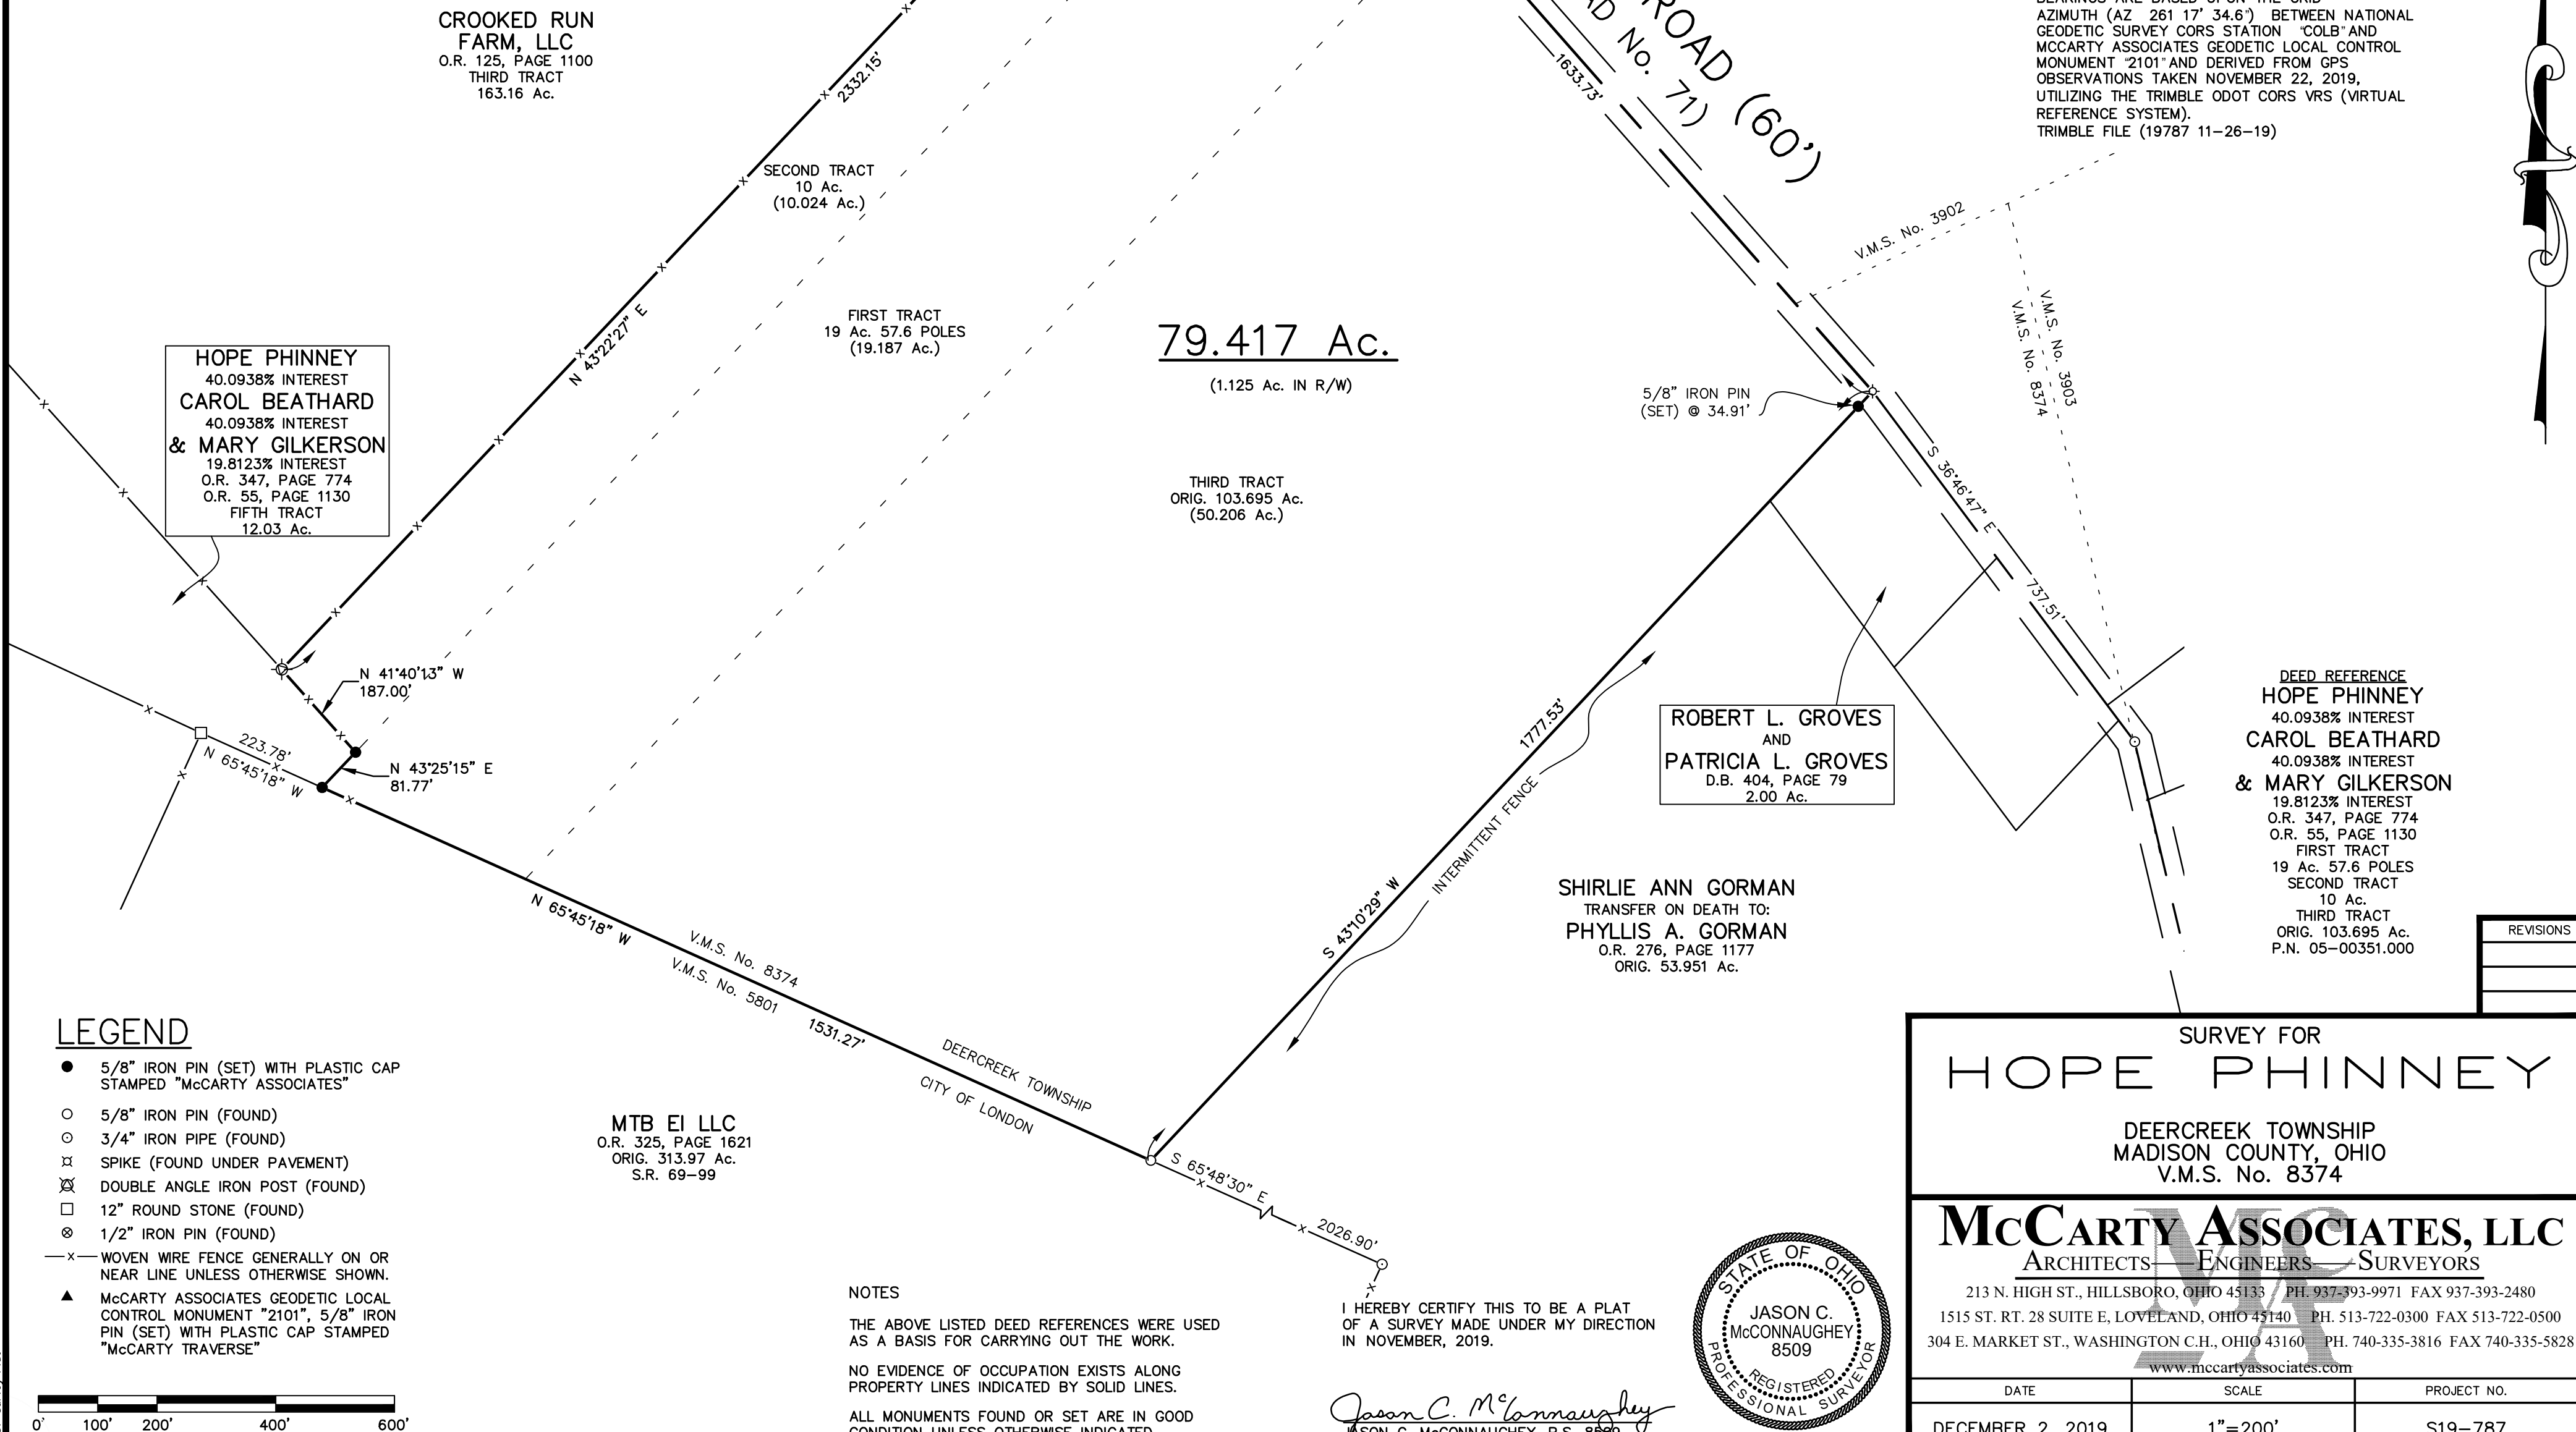 CROOKED RUN
FARM, LLC
O.R. 125, PAGE 1100
THIRD TRACT
163.16 Ac.
2332.15'
N 43°22'27" E
SECOND TRACT
10 Ac.
(10.024 Ac.)
FIRST TRACT
19 Ac. 57.6 POLES
(19.187 Ac.)
79.417 Ac.
(1.125 Ac. IN R/W)
THIRD TRACT
ORIG. 103.695 Ac.
(50.206 Ac.)
ROAD (60')
No. 71)
1633.73'
AZIMUTH (AZ 261 17' 34.6") BETWEEN NATIONAL
GEODETIC SURVEY CORS STATION "COLB" AND
MCCARTY ASSOCIATES GEODETIC LOCAL CONTROL
MONUMENT "2101" AND DERIVED FROM GPS
OBSERVATIONS TAKEN NOVEMBER 22, 2019,
UTILIZING THE TRIMBLE ODOT CORS VRS (VIRTUAL
REFERENCE SYSTEM).
TRIMBLE FILE (19787 11-26-19)
V.M.S. No. 3902
V.M.S. No. 3903
V.M.S. No. 8374
5/8" IRON PIN
(SET) @ 34.91'
S 36°46'47" E
737.51'
HOPE PHINNEY
40.0938% INTEREST
CAROL BEATHARD
40.0938% INTEREST
& MARY GILKERSON
19.8123% INTEREST
O.R. 347, PAGE 774
O.R. 55, PAGE 1130
FIFTH TRACT
12.03 Ac.
N 41°40'13" W
187.00'
N 43°25'15" E
81.77'
223.78'
N 65°45'18" W
N 65°45'18" W
V.M.S. No. 8374
V.M.S. No. 5801
1531.27'
DEERCREEK TOWNSHIP
CITY OF LONDON
1777.53'
S 43°10'29" W
INTERMITTENT FENCE
S 65°48'30" E
2026.90'
ROBERT L. GROVES
AND
PATRICIA L. GROVES
D.B. 404, PAGE 79
2.00 Ac.
SHIRLIE ANN GORMAN
TRANSFER ON DEATH TO:
PHYLLIS A. GORMAN
O.R. 276, PAGE 1177
ORIG. 53.951 Ac.
DEED REFERENCE
HOPE PHINNEY
40.0938% INTEREST
CAROL BEATHARD
40.0938% INTEREST
& MARY GILKERSON
19.8123% INTEREST
O.R. 347, PAGE 774
O.R. 55, PAGE 1130
FIRST TRACT
19 Ac. 57.6 POLES
SECOND TRACT
10 Ac.
THIRD TRACT
ORIG. 103.695 Ac.
P.N. 05-00351.000
MTB EI LLC
O.R. 325, PAGE 1621
ORIG. 313.97 Ac.
S.R. 69-99
LEGEND
5/8" IRON PIN (SET) WITH PLASTIC CAP
STAMPED "McCARTY ASSOCIATES"
5/8" IRON PIN (FOUND)
3/4" IRON PIPE (FOUND)
SPIKE (FOUND UNDER PAVEMENT)
DOUBLE ANGLE IRON POST (FOUND)
12" ROUND STONE (FOUND)
1/2" IRON PIN (FOUND)
WOVEN WIRE FENCE GENERALLY ON OR
NEAR LINE UNLESS OTHERWISE SHOWN.
McCARTY ASSOCIATES GEODETIC LOCAL
CONTROL MONUMENT "2101", 5/8" IRON
PIN (SET) WITH PLASTIC CAP STAMPED
"McCARTY TRAVERSE"
0' 100' 200' 400' 600'
NOTES
THE ABOVE LISTED DEED REFERENCES WERE USED
AS A BASIS FOR CARRYING OUT THE WORK.
NO EVIDENCE OF OCCUPATION EXISTS ALONG
PROPERTY LINES INDICATED BY SOLID LINES.
ALL MONUMENTS FOUND OR SET ARE IN GOOD
CONDITION UNLESS OTHERWISE INDICATED.
I HEREBY CERTIFY THIS TO BE A PLAT
OF A SURVEY MADE UNDER MY DIRECTION
IN NOVEMBER, 2019.
Jason C. McConnaughey
JASON C. McCONNAUGHEY, P.S. 8509
STATE OF OHIO
JASON C.
McCONNAUGHEY
8509
REGISTERED
PROFESSIONAL SURVEYOR
REVISIONS
SURVEY FOR
HOPE PHINNEY
DEERCREEK TOWNSHIP
MADISON COUNTY, OHIO
V.M.S. No. 8374
McCARTY ASSOCIATES, LLC
ARCHITECTS—ENGINEERS—SURVEYORS
213 N. HIGH ST., HILLSBORO, OHIO 45133 PH. 937-393-9971 FAX 937-393-2480
1515 ST. RT. 28 SUITE E, LOVELAND, OHIO 45140 PH. 513-722-0300 FAX 513-722-0500
304 E. MARKET ST., WASHINGTON C.H., OHIO 43160 PH. 740-335-3816 FAX 740-335-5828
www.mccartyassociates.com
DATE SCALE PROJECT NO.
DECEMBER 2, 2019 1"=200' S19-787